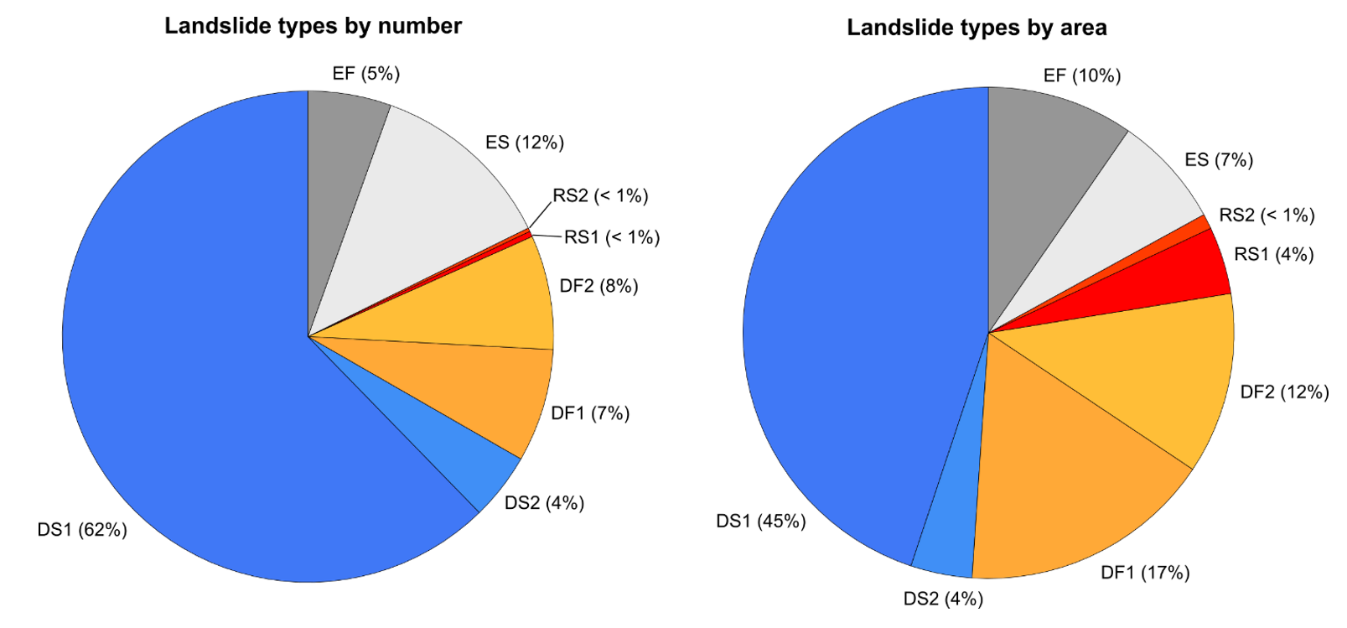 Landslide types by number
EF (5%)
ES (12%)
RS2 (< 1%)
RS1 (< 1%)
DF2 (8%)
DF1 (7%)
DS2 (4%)
DS1 (62%)
Landslide types by area
EF (10%)
ES (7%)
RS2 (< 1%)
RS1 (4%)
DF2 (12%)
DF1 (17%)
DS2 (4%)
DS1 (45%)